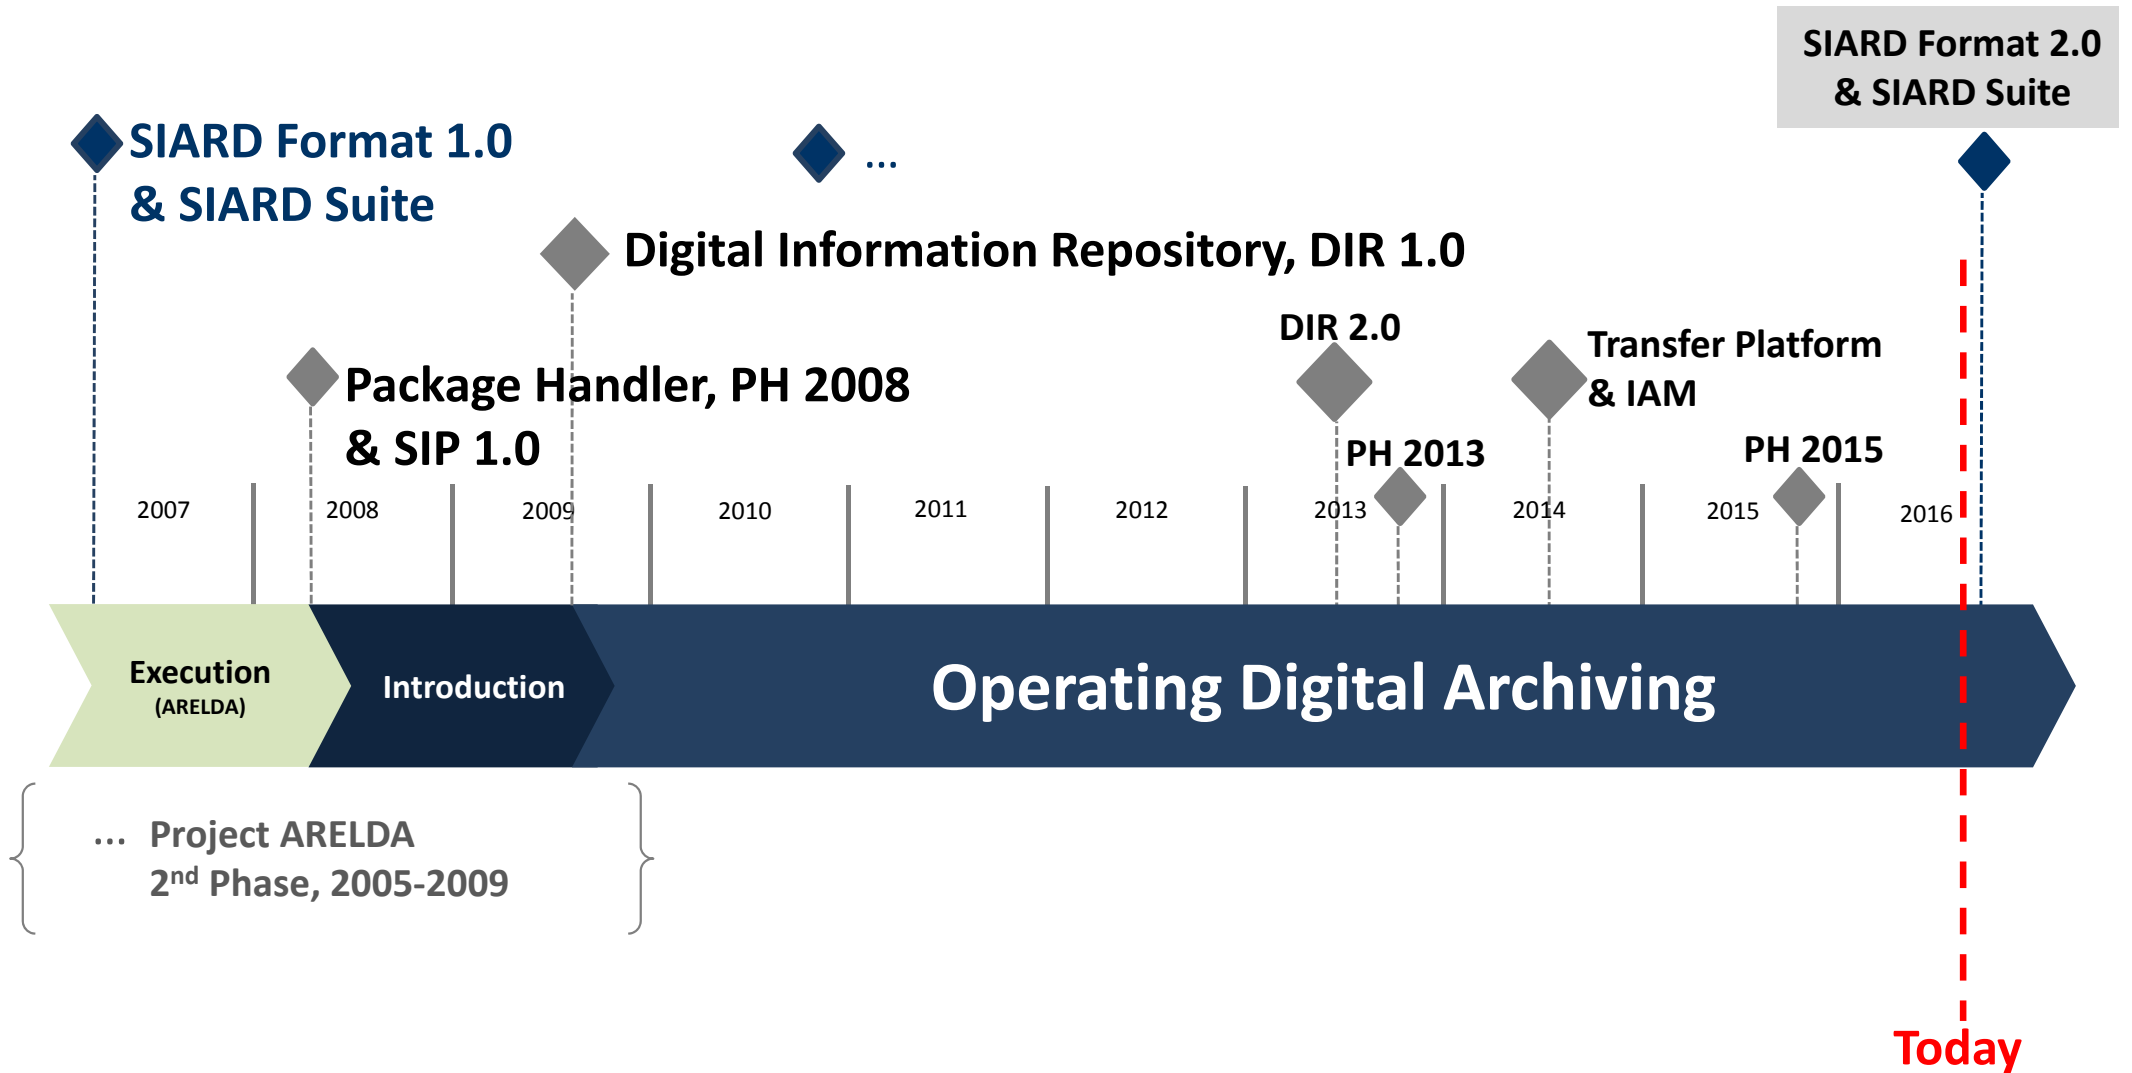 SIARD Format 2.0
& SIARD Suite
SIARD Format 1.0
& SIARD Suite
...
Digital Information Repository, DIR 1.0
DIR 2.0
Transfer Platform
& IAM
Package Handler, PH 2008
& SIP 1.0
PH 2013
PH 2015
2007
2008
2009
2010
2011
2012
2013
2014
2015
2016
Execution
(ARELDA)
Introduction
Operating Digital Archiving
... Project ARELDA
2nd Phase, 2005-2009
Today